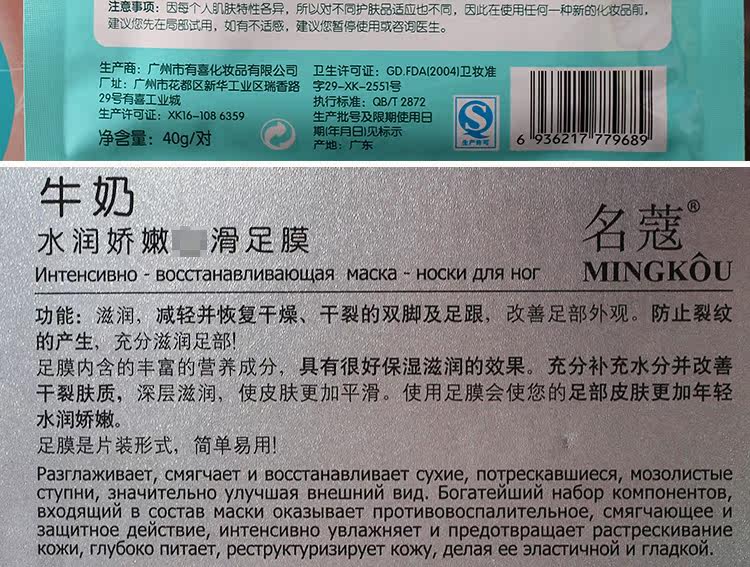 注意事项：因每个人肌肤特性各异，所以对不同护肤品适应也不同，因此在使用任何一种新的化妆品前，
建议您先在局部试用，如有不适感，建议您暂停使用或咨询医生。
生产商：广州市有喜化妆品有限公司
厂址：广州市花都区新华工业区瑞香路
29号有喜工业城
生产许可证：XK16-108 6359
净含量：40g/对
卫生许可证：GD.FDA(2004)卫妆准
字29-XK-2551号
执行标准：QB/T 2872
生产批号及限期使用日
期(年月日)见标示
产地：广东
生产许可
6 936217 779689
牛奶
水润娇嫩 滑足膜
Интенсивно - восстанавливающая маска - носки для ног
名蔻®
MINGKÔU
功能：滋润，减轻并恢复干燥、干裂的双脚及足跟，改善足部外观。防止裂纹
的产生，充分滋润足部！
足膜内含的丰富的营养成分，具有很好保湿滋润的效果。充分补充水分并改善
干裂肤质，深层滋润，使皮肤更加平滑。使用足膜会使您的足部皮肤更加年轻
水润娇嫩。
足膜是片装形式，简单易用！
Разглаживает, смягчает и восстанавливает сухие, потрескавшиеся, мозолистые
ступни, значительно улучшая внешний вид. Богатейший набор компонентов,
входящий в состав маски оказывает противовоспалительное, смягчающее и
защитное действие, интенсивно увлажняет и предотвращает растрескивание
кожи, глубоко питает, реструктуризирует кожу, делая ее эластичной и гладкой.